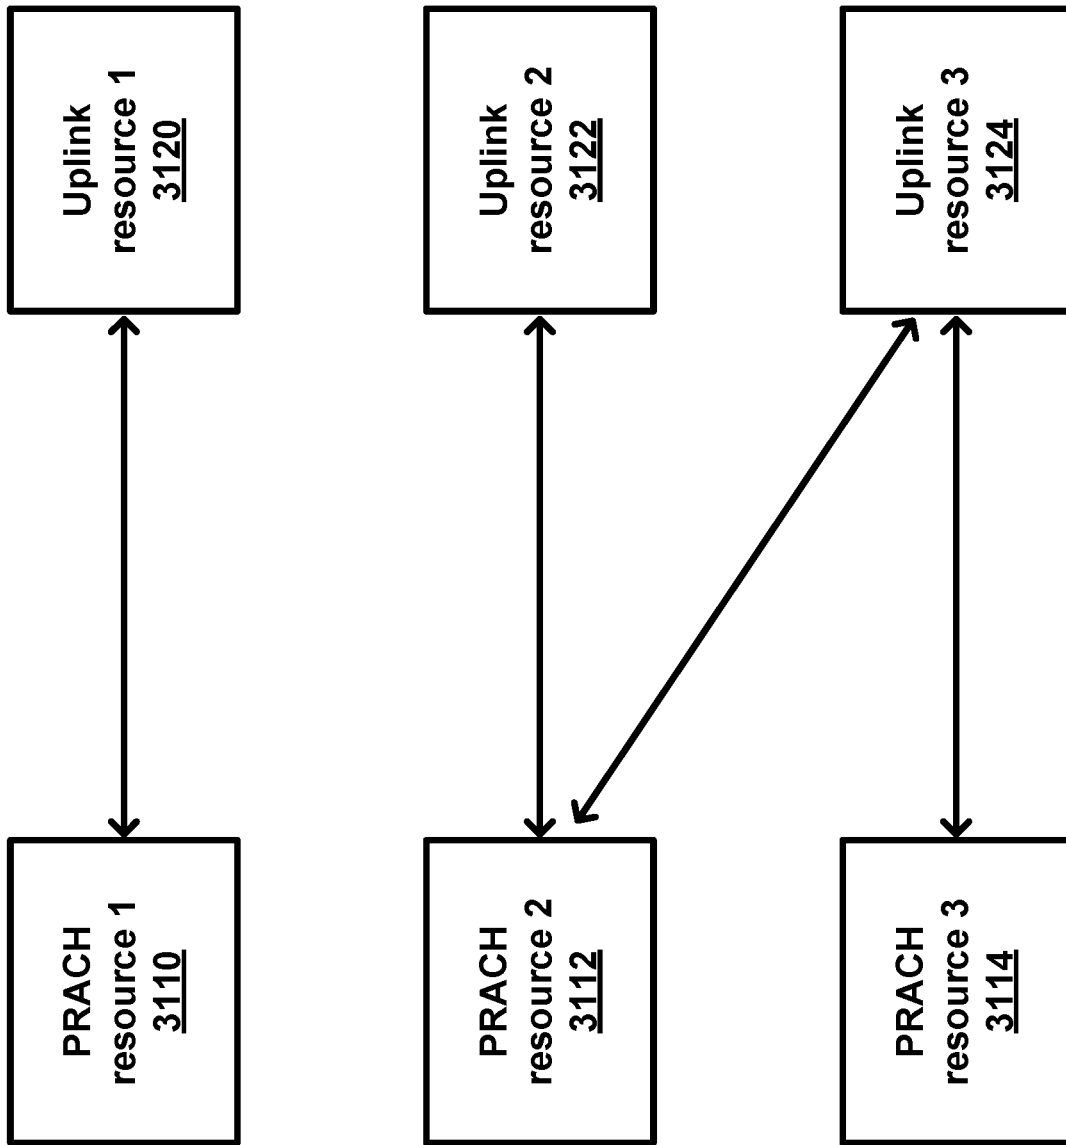 PRACH
resource 1
3110
Uplink
resource 1
3120
PRACH
resource 2
3112
Uplink
resource 2
3122
PRACH
resource 3
3114
Uplink
resource 3
3124